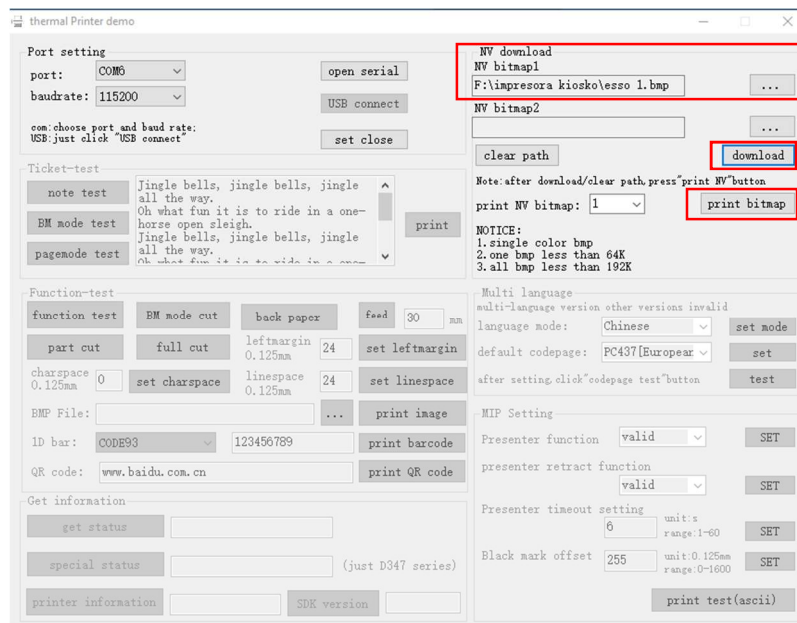 thermal Printer demo
Port setting
port: COM6
open serial
baudrate: 115200
USB connect
com:choose port and baud rate;
USB:just click "USB connect"
set close
NV download
NV bitmap1
F:\impresora kiosko\esso 1.bmp
...
NV bitmap2
...
clear path
download
Note:after download/clear path,press"print NV"button
print NV bitmap: 1
print bitmap
NOTICE:
1.single color bmp
2.one bmp less than 64K
3.all bmp less than 192K
Ticket-test
note test
BM mode test
pagemode test
Jingle bells, jingle bells, jingle
all the way.
Oh what fun it is to ride in a one-
horse open sleigh.
Jingle bells, jingle bells, jingle
all the way.
Oh what fun it is to ride in a one-
print
Function-test
function test
BM mode cut
back paper
feed
30 mm
part cut
full cut
leftmargin
0.125mm
24
set leftmargin
charspace
0.125mm
0
set charspace
linespace
0.125mm
24
set linespace
BMP File:
...
print image
1D bar: CODE93
123456789
print barcode
QR code: www.baidu.com.cn
print QR code
Get information
get status
special status
(just D347 series)
printer information
SDK version
Multi language
multi-language version other versions invalid
language mode: Chinese
set mode
default codepage: PC437[European
set
after setting,click"codepage test"button
test
MIP Setting
Presenter function valid
SET
presenter retract function
valid
SET
Presenter timeout setting
6
unit:s
range:1-60
SET
Black mark offset 255
unit:0.125mm
range:0-1600
SET
print test(ascii)